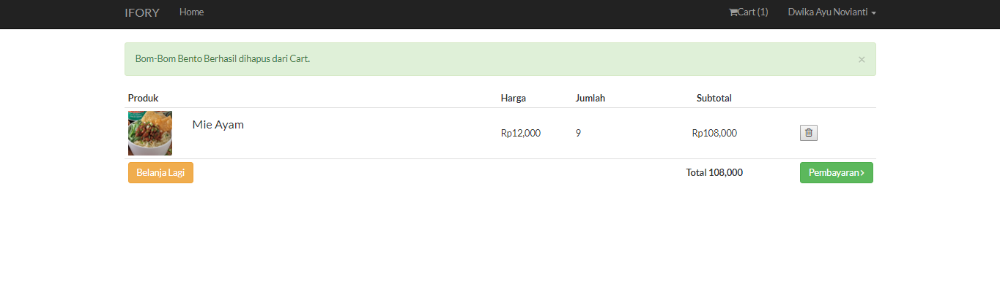 IFORY Home Cart (1) Dwika Ayu Novianti
Bom-Bom Bento Berhasil dihapus dari Cart. ×
Produk Harga Jumlah Subtotal
Mie Ayam
Rp12,000 9 Rp108,000
Belanja Lagi Total 108,000 Pembayaran